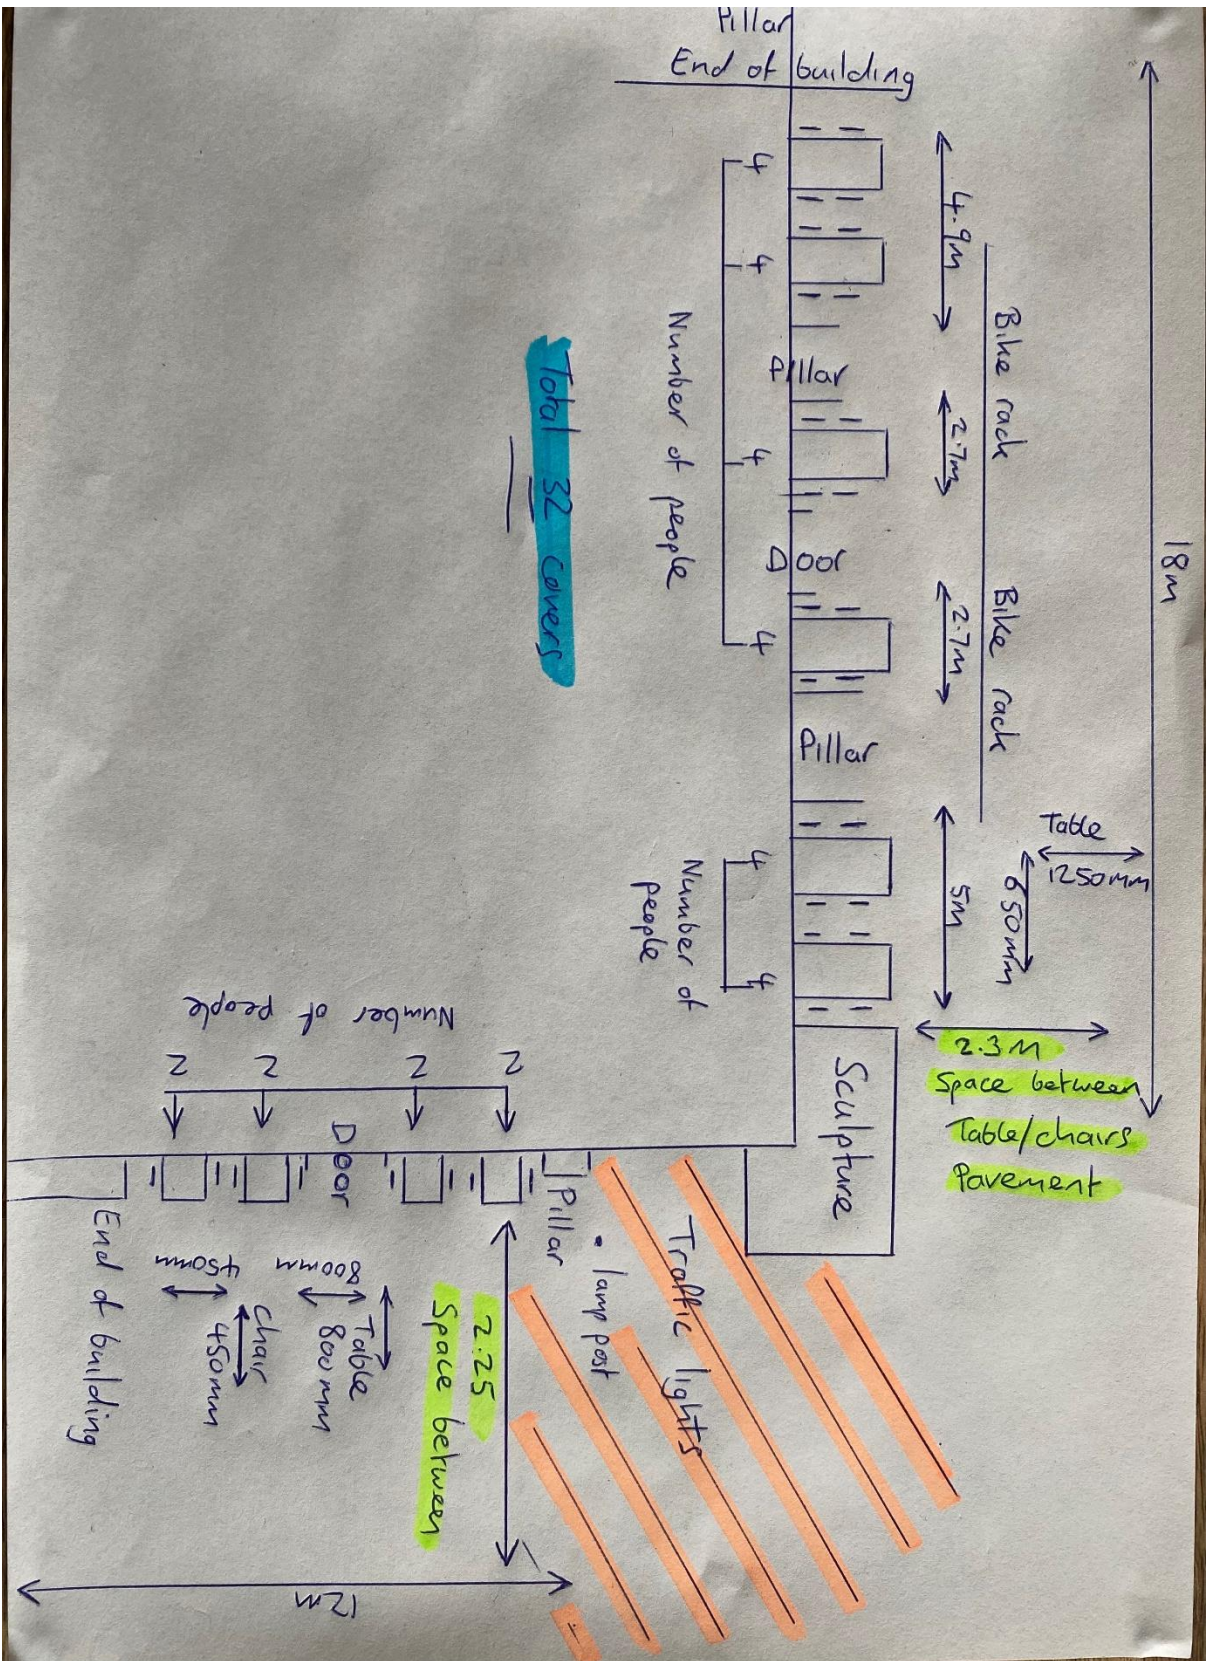 Pillar
End of building
18m
4
4.9m
4
Bike rack
Number of people
Pillar
4
2.7m
Total 32 covers
Door
Bike rack
4
2.7m
Pillar
Table
1250mm
650mm
4
5m
Number of
people
4
2.3M
Space between
Table/chairs
Pavement
Sculpture
Number of people
2
2
2
2
Door
Pillar
lamp post
Traffic lights
End of building
450mm
Chair
450mm
800mm
Table
800mm
2.25
Space between
12m